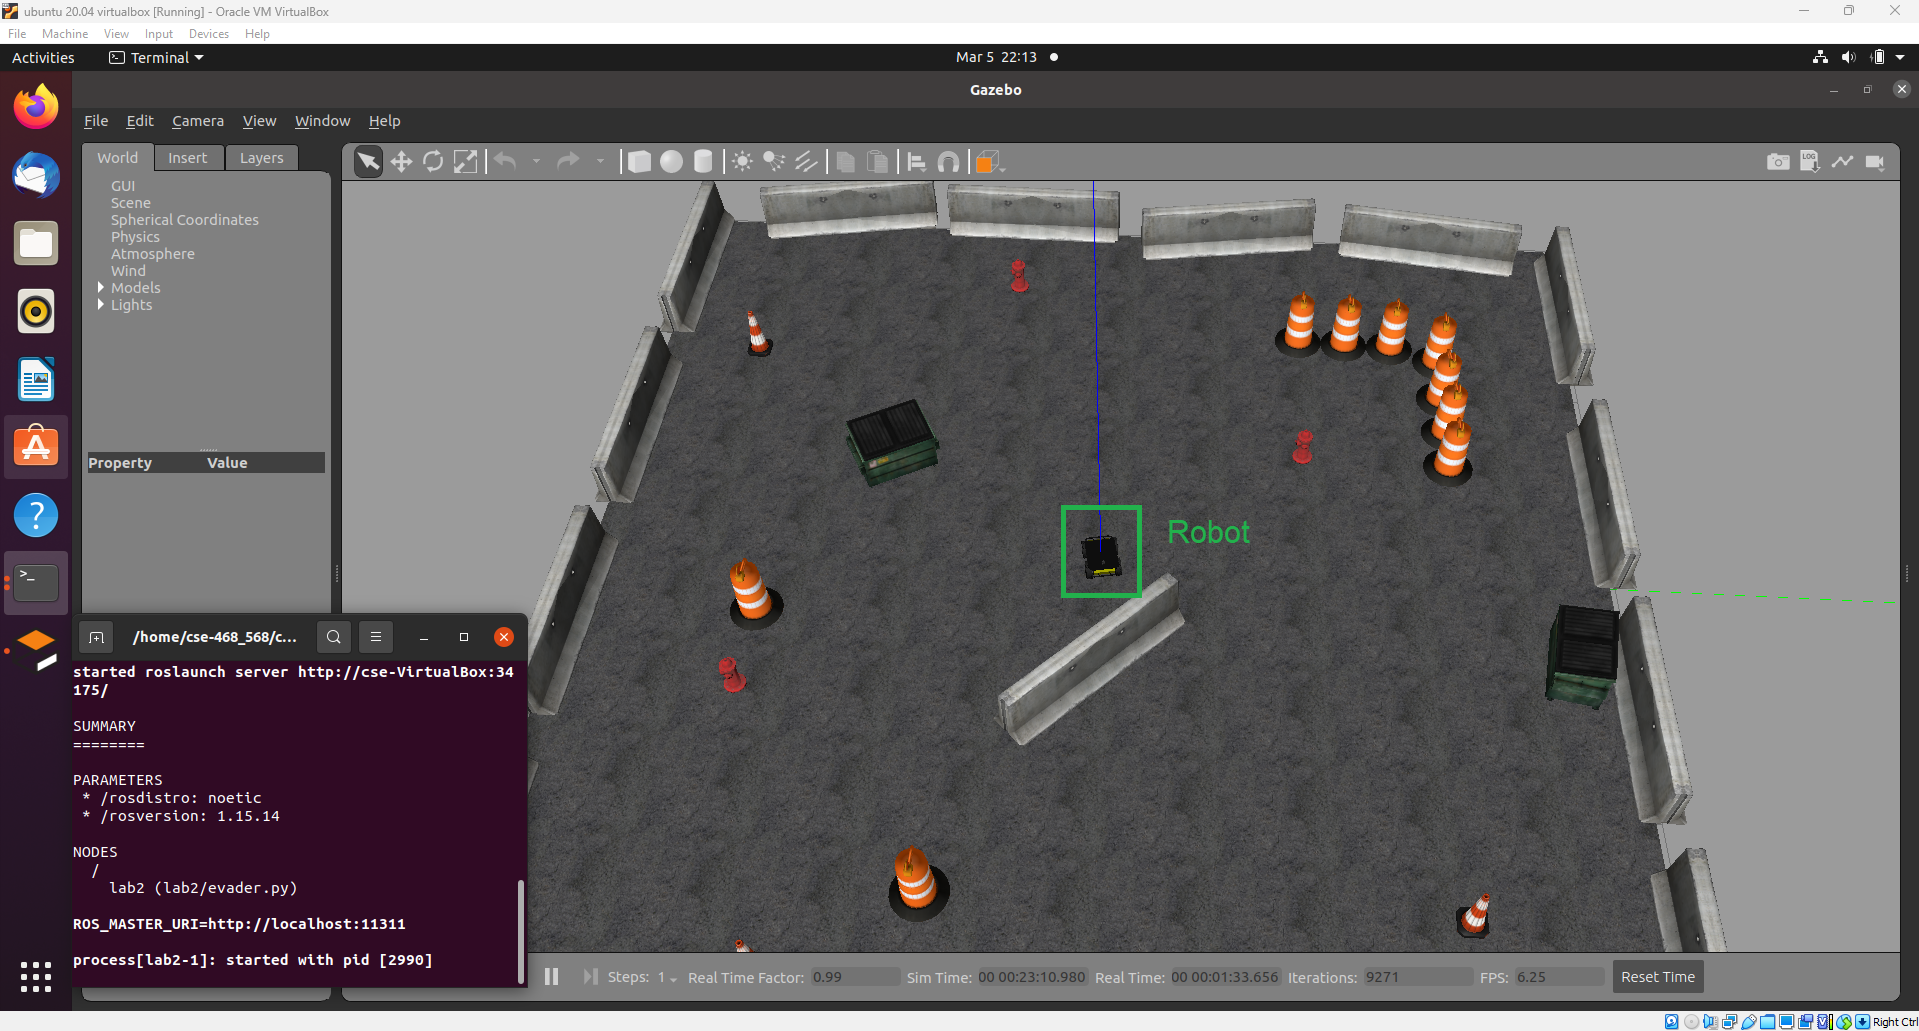 ubuntu 20.04 virtualbox [Running] - Oracle VM VirtualBox
File Machine View Input Devices Help
Activities Terminal Mar 5 22:13
Gazebo
File Edit Camera View Window Help
World Insert Layers
GUI
Scene
Spherical Coordinates
Physics
Atmosphere
Wind
Models
Lights
Property Value
Robot
/home/cse-468_568/c...
started roslaunch server http://cse-VirtualBox:34
175/
SUMMARY
========
PARAMETERS
* /rosdistro: noetic
* /rosversion: 1.15.14
NODES
/
lab2 (lab2/evader.py)
ROS_MASTER_URI=http://localhost:11311
process[lab2-1]: started with pid [2990]
Steps: 1 Real Time Factor: 0.99 Sim Time: 00 00:23:10.980 Real Time: 00 00:01:33.656 Iterations: 9271 FPS: 6.25 Reset Time
Right Ctrl